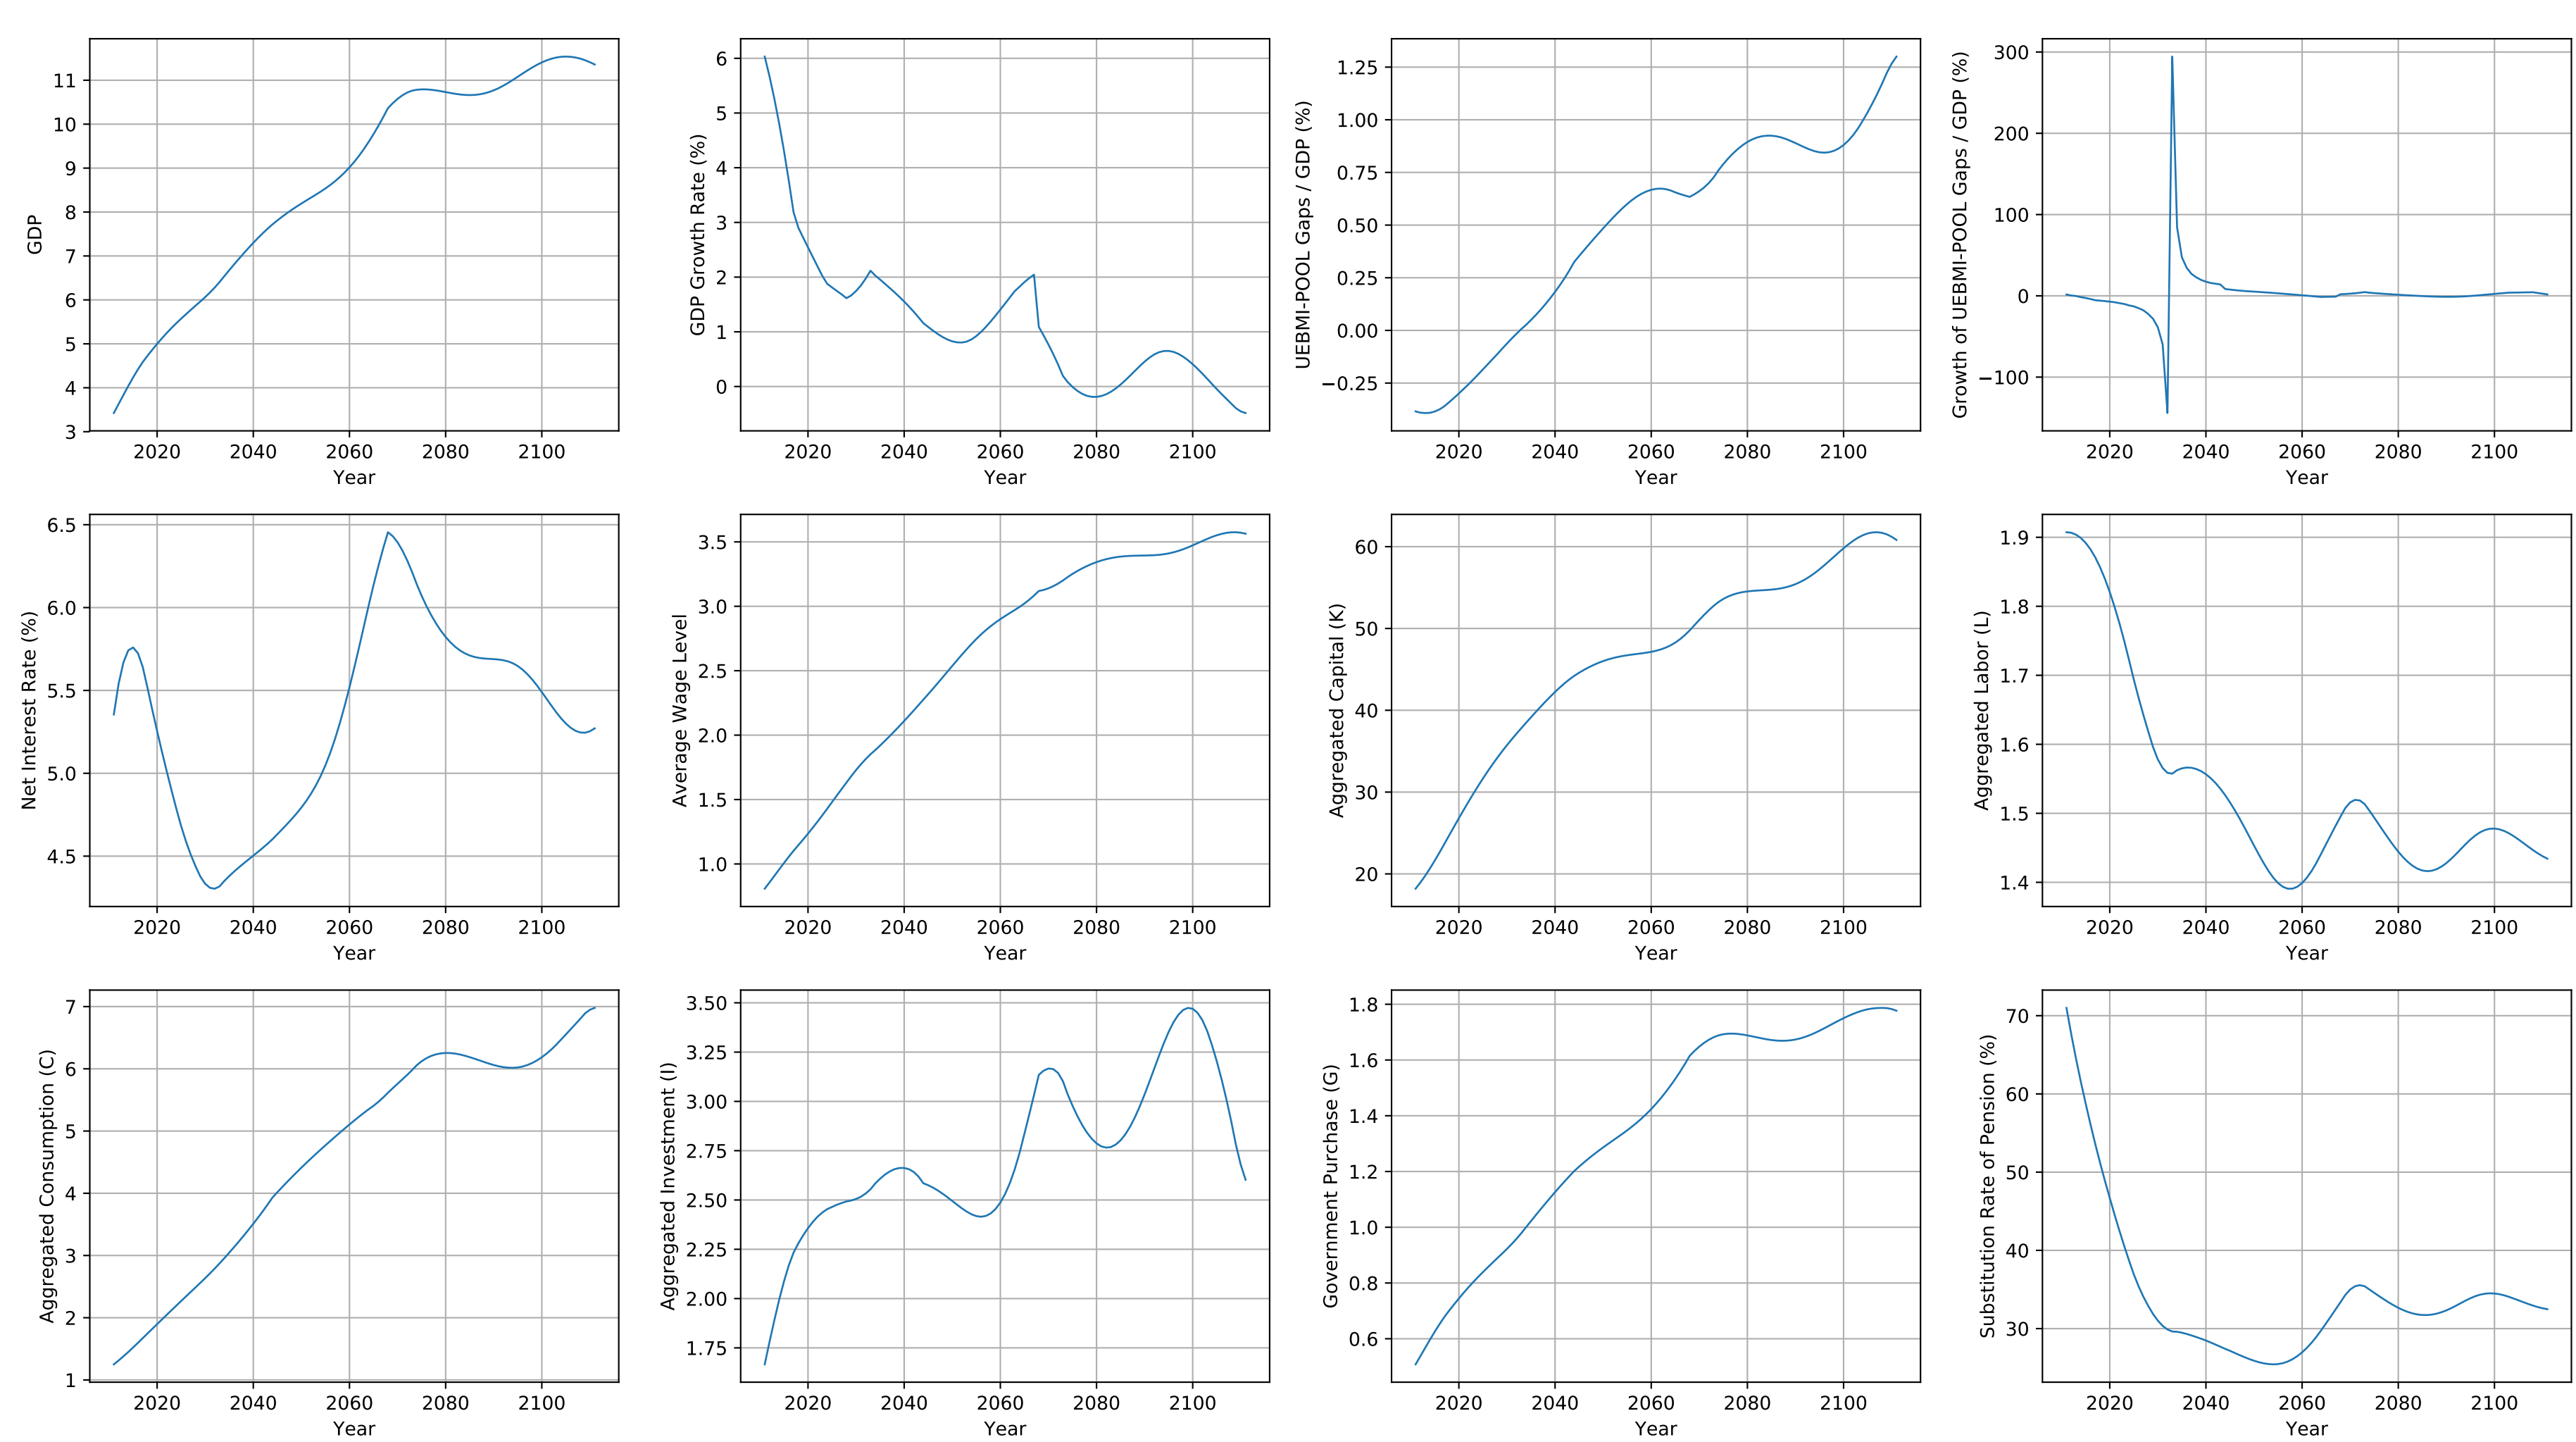 GDP
11
10
9
8
7
6
5
4
3
2020 2040 2060 2080 2100
Year
GDP Growth Rate (%)
6
5
4
3
2
1
0
2020 2040 2060 2080 2100
Year
UEBMI-POOL Gaps / GDP (%)
1.25
1.00
0.75
0.50
0.25
0.00
−0.25
2020 2040 2060 2080 2100
Year
Growth of UEBMI-POOL Gaps / GDP (%)
300
200
100
0
−100
2020 2040 2060 2080 2100
Year
Net Interest Rate (%)
6.5
6.0
5.5
5.0
4.5
2020 2040 2060 2080 2100
Year
Average Wage Level
3.5
3.0
2.5
2.0
1.5
1.0
2020 2040 2060 2080 2100
Year
Aggregated Capital (K)
60
50
40
30
20
2020 2040 2060 2080 2100
Year
Aggregated Labor (L)
1.9
1.8
1.7
1.6
1.5
1.4
2020 2040 2060 2080 2100
Year
Aggregated Consumption (C)
7
6
5
4
3
2
1
2020 2040 2060 2080 2100
Year
Aggregated Investment (I)
3.50
3.25
3.00
2.75
2.50
2.25
2.00
1.75
2020 2040 2060 2080 2100
Year
Government Purchase (G)
1.8
1.6
1.4
1.2
1.0
0.8
0.6
2020 2040 2060 2080 2100
Year
Substitution Rate of Pension (%)
70
60
50
40
30
2020 2040 2060 2080 2100
Year